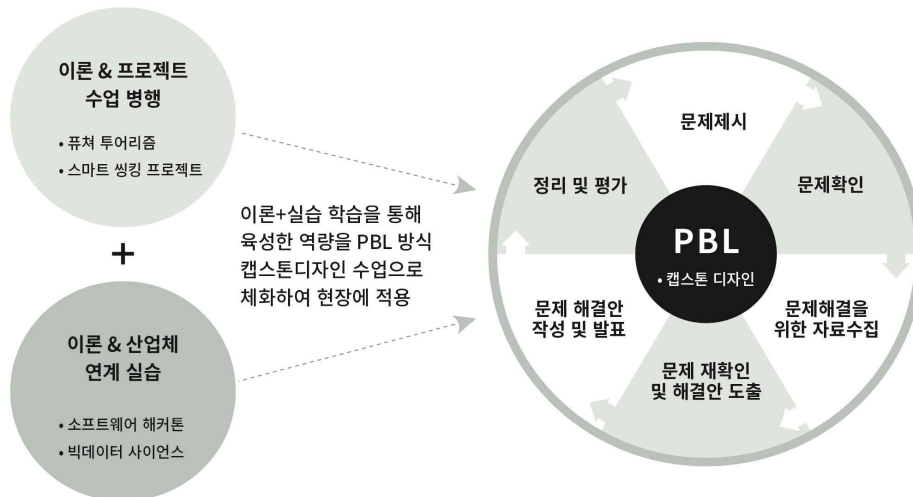 이론 & 프로젝트
수업 병행
• 퓨쳐 투어리즘
• 스마트 씽킹 프로젝트
+
이론 & 산업체
연계 실습
• 소프트웨어 해커톤
• 빅데이터 사이언스
이론+실습 학습을 통해
육성한 역량을 PBL 방식
캡스톤디자인 수업으로
체화하여 현장에 적용
PBL
• 캡스톤 디자인
문제제시
문제확인
문제해결을
위한 자료수집
문제 재확인
및 해결안 도출
문제 해결안
작성 및 발표
정리 및 평가